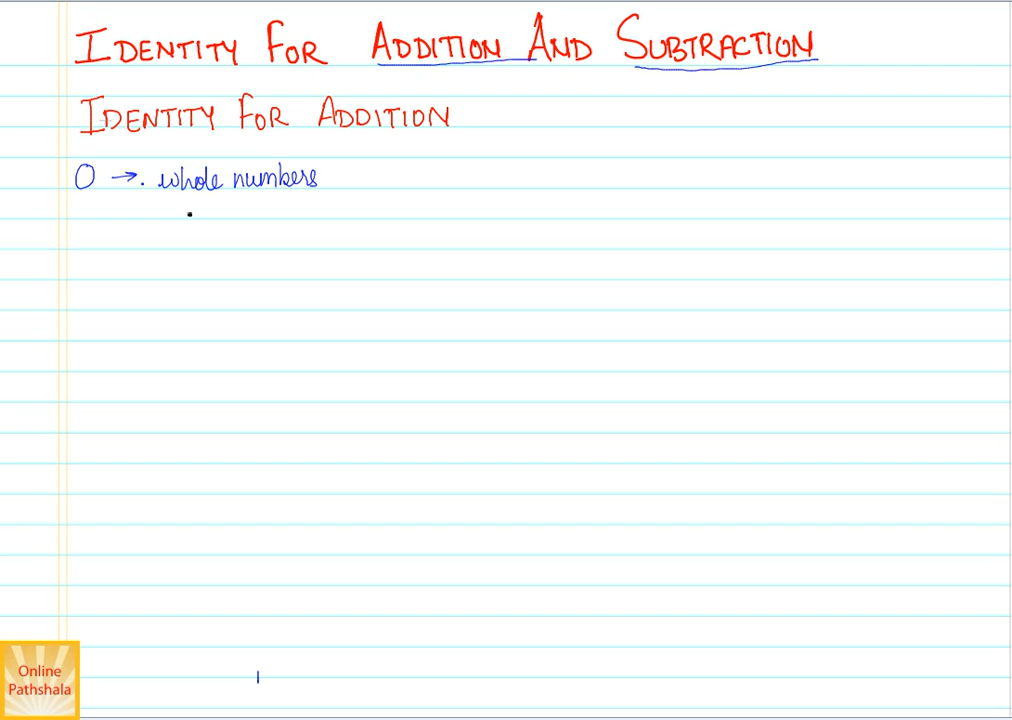 IDENTITY FOR ADDITION AND SUBTRACTION
IDENTITY FOR ADDITION
0 →. whole numbers
Online
Pathshala